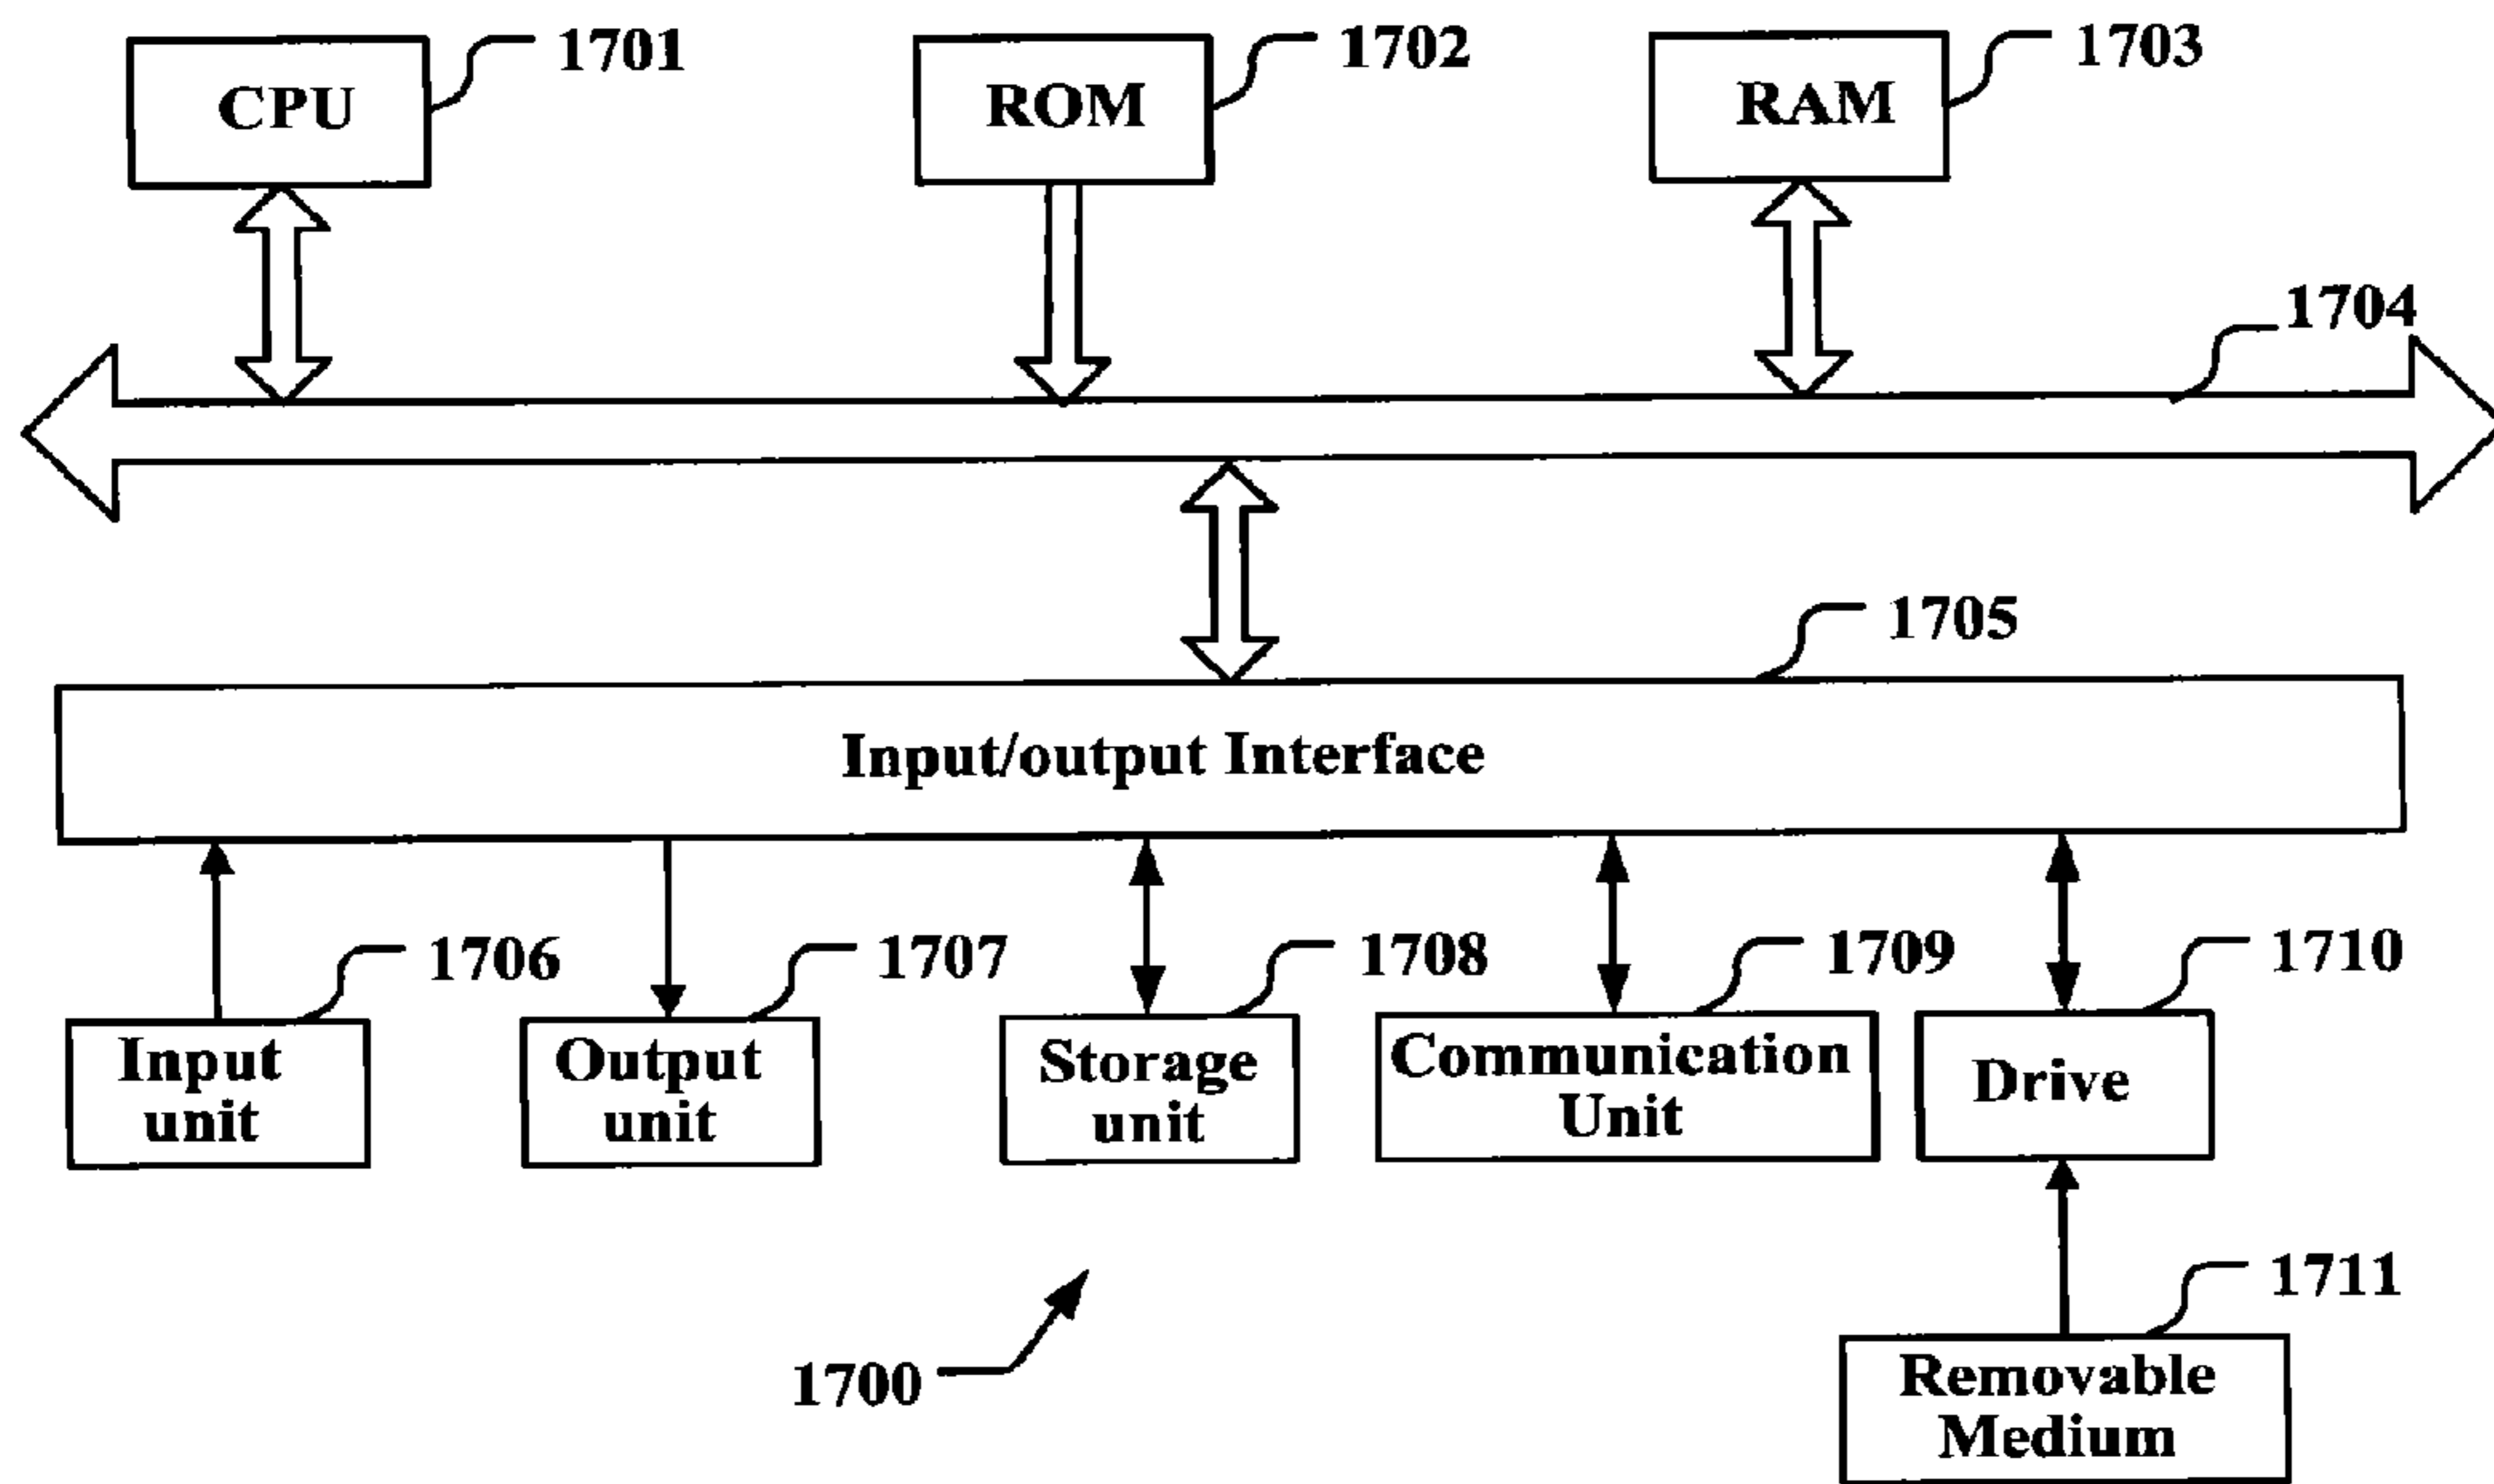 1701
CPU
1702
ROM
1703
RAM
1704
1705
Input/output Interface
1706
Input
unit
1707
Output
unit
1708
Storage
unit
1709
Communication
Unit
1710
Drive
1711
Removable
Medium
1700